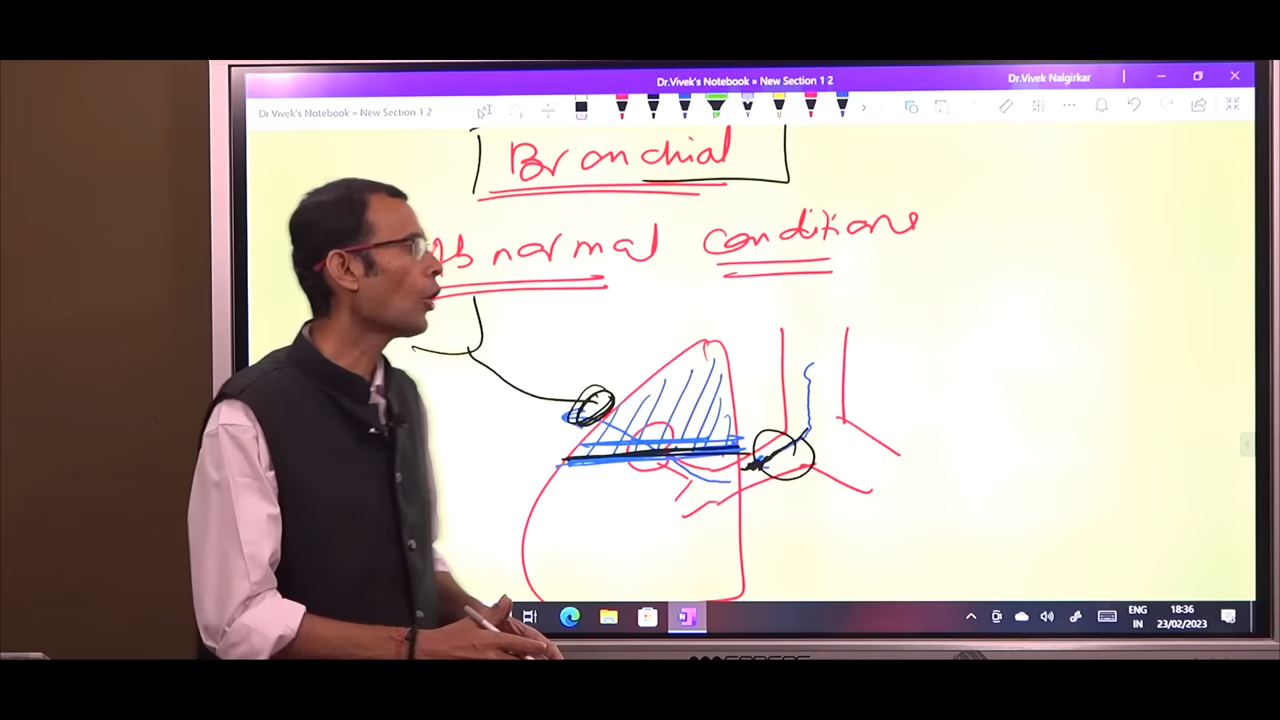 Dr.Vivek's Notebook » New Section 1 2
Dr.Vivek Nalgirkar
Dr.Vivek's Notebook » New Section 1 2
Bronchial
Abnormal conditions
ENG
IN
18:36
23/02/2023